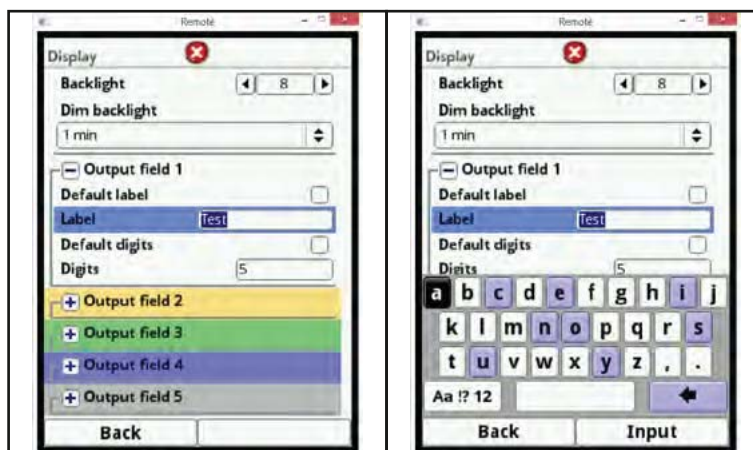 Remote
Display
Backlight 8
Dim backlight
1 min
Output field 1
Default label
Label Test
Default digits
Digits 5
Output field 2
Output field 3
Output field 4
Output field 5
Back
Remote
Display
Backlight 8
Dim backlight
1 min
Output field 1
Default label
Label Test
Default digits
Digits 5
a b c d e f g h i j
k l m n o p q r s
t u v w x y z , .
Aa !? 12
Back Input